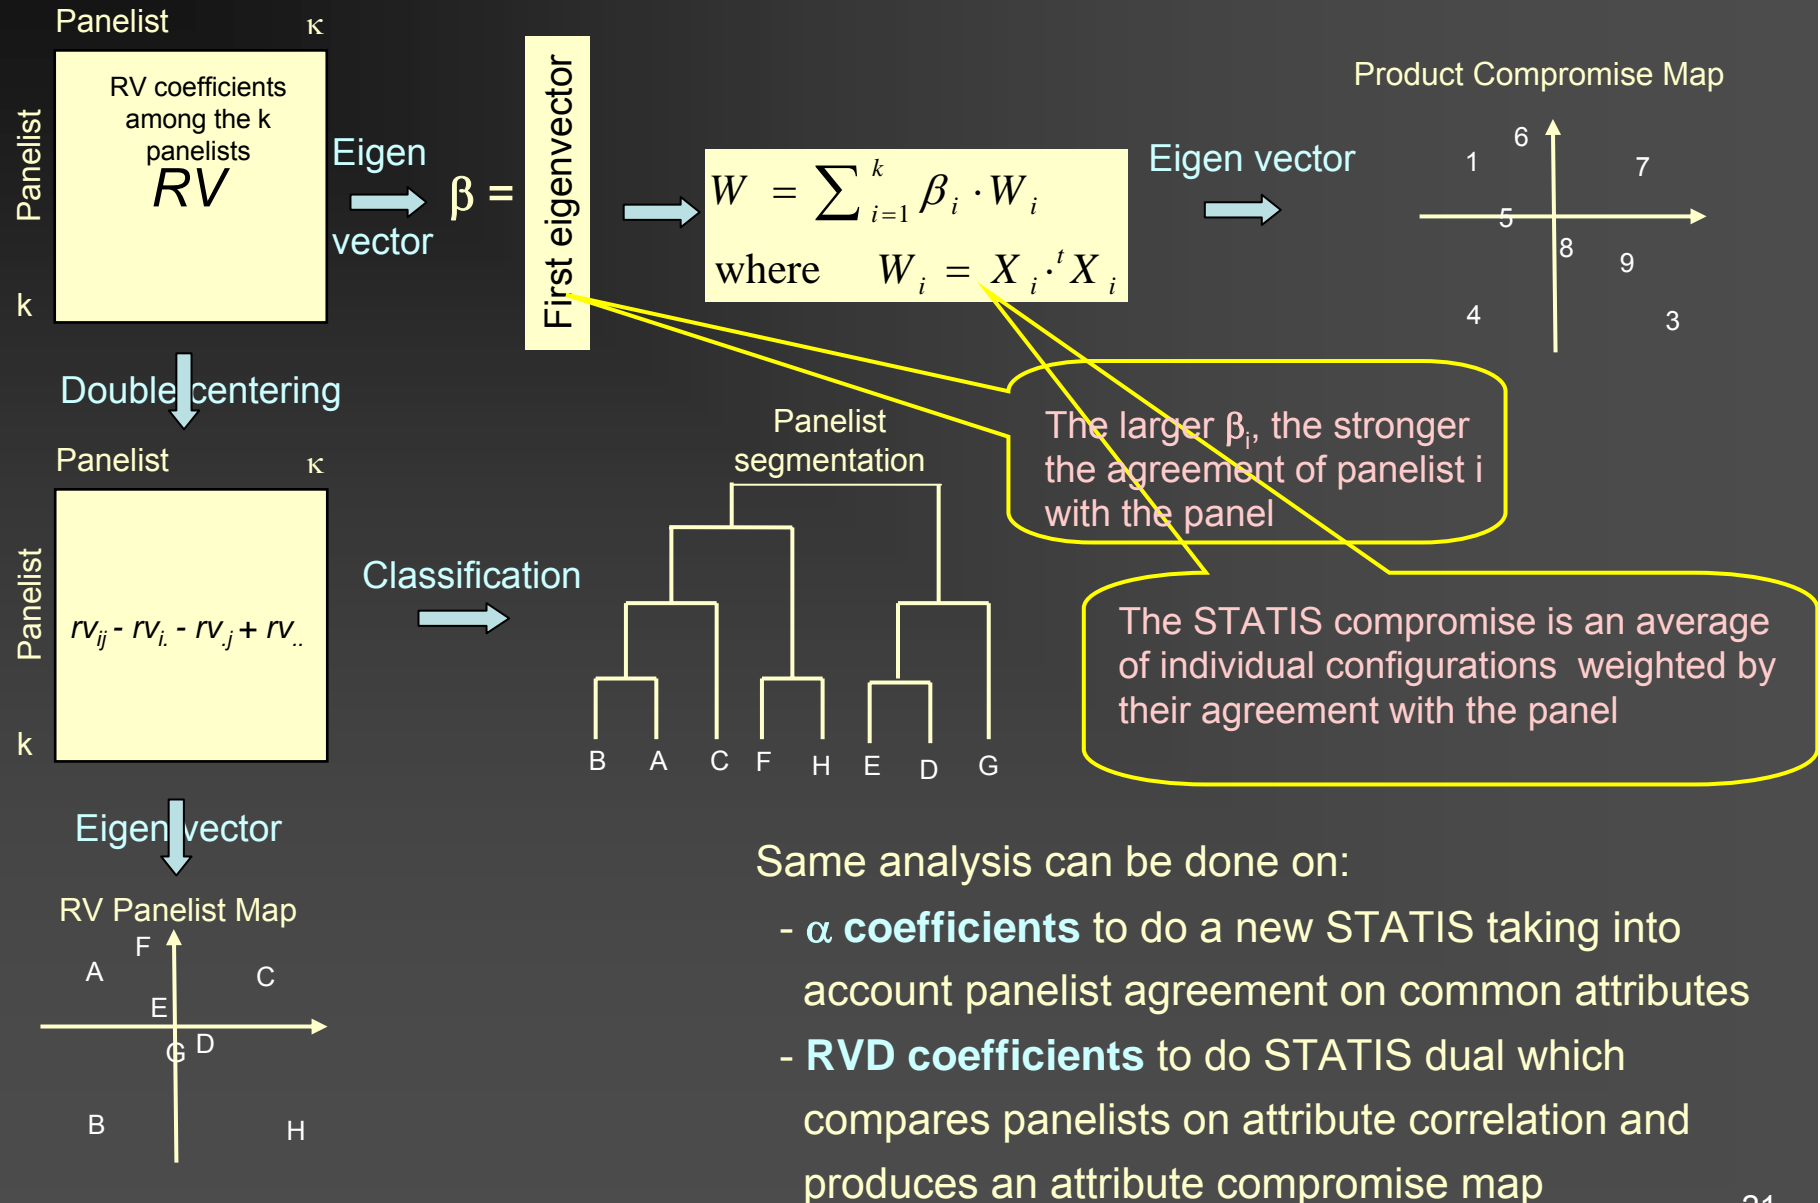 Panelist κ
Panelist
k
RV coefficients
among the k
panelists
RV
Eigen
vector
β =
First eigenvector
W = ∑ᵢ₌₁ᵏ βᵢ · Wᵢ
where Wᵢ = Xᵢ ·ᵗXᵢ
Eigen vector
Product Compromise Map
6
1
7
5
8
9
4
3
The larger βᵢ, the stronger
the agreement of panelist i
with the panel
The STATIS compromise is an average
of individual configurations weighted by
their agreement with the panel
Double centering
Panelist κ
Panelist
k
rvᵢⱼ - rvᵢ. - rv.ⱼ + rv..
Classification
Panelist
segmentation
B A C F H E D G
Eigen vector
RV Panelist Map
F
A
C
E
D
G
B
H
Same analysis can be done on:
- α coefficients to do a new STATIS taking into
account panelist agreement on common attributes
- RVD coefficients to do STATIS dual which
compares panelists on attribute correlation and
produces an attribute compromise map